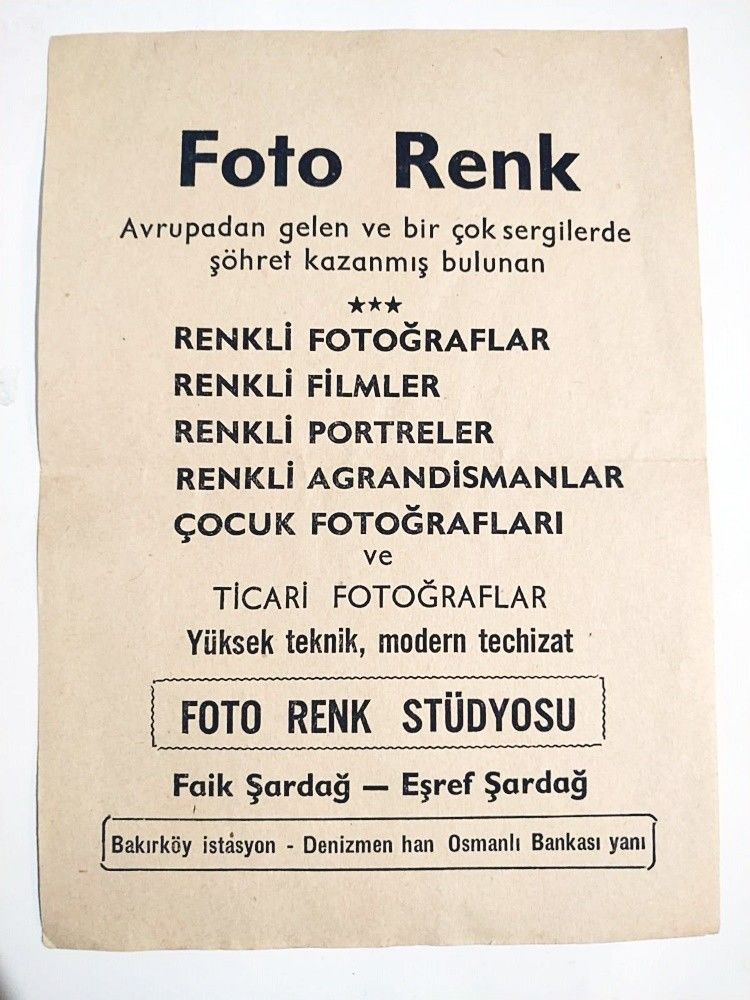 Foto Renk
Avrupadan gelen ve bir çok sergilerde
şöhret kazanmış bulunan
★★★
RENKLİ FOTOĞRAFLAR
RENKLİ FİLMLER
RENKLİ PORTRELER
RENKLİ AGRANDİSMANLAR
ÇOCUK FOTOĞRAFLARI
ve
TİCARİ FOTOĞRAFLAR
Yüksek teknik, modern techizat
FOTO RENK STÜDYOSU
Faik Şardağ — Eşref Şardağ
Bakırköy istasyon - Denizmen han Osmanlı Bankası yanı